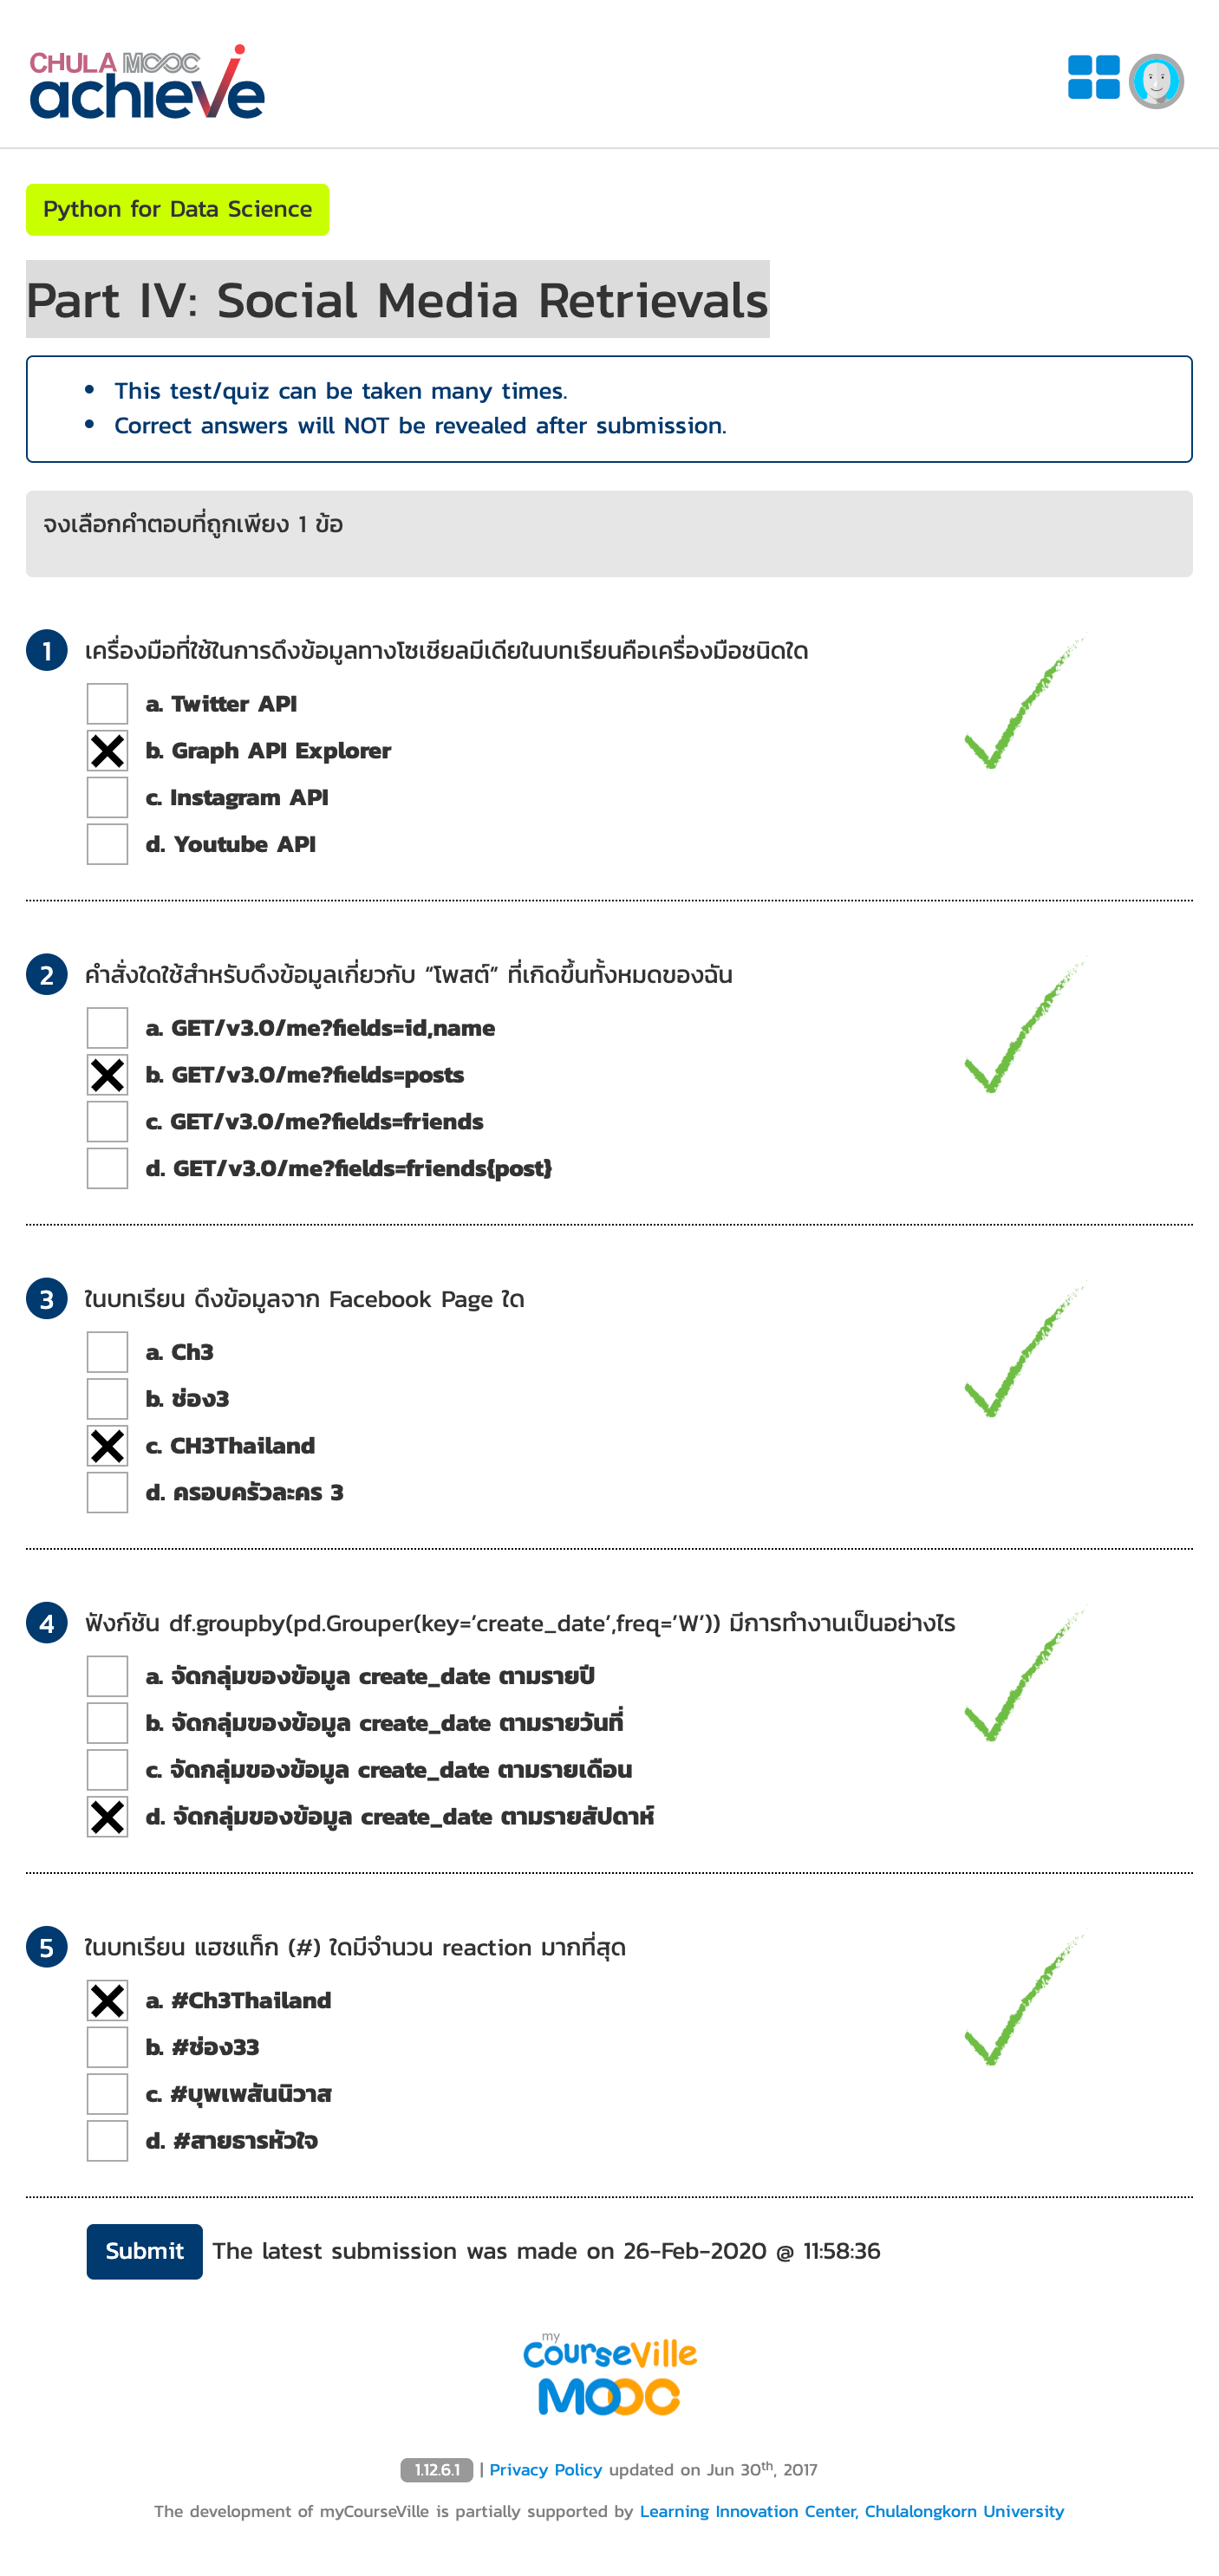 CHULA MOOC
achieve
Python for Data Science
Part IV: Social Media Retrievals
• This test/quiz can be taken many times.
• Correct answers will NOT be revealed after submission.
จงเลือกคำตอบที่ถูกเพียง 1 ข้อ
1 เครื่องมือที่ใช้ในการดึงข้อมูลทางโซเชียลมีเดียในบทเรียนคือเครื่องมือชนิดใด
a. Twitter API
b. Graph API Explorer
c. Instagram API
d. Youtube API
2 คำสั่งใดใช้สำหรับดึงข้อมูลเกี่ยวกับ “โพสต์” ที่เกิดขึ้นทั้งหมดของฉัน
a. GET/v3.0/me?fields=id,name
b. GET/v3.0/me?fields=posts
c. GET/v3.0/me?fields=friends
d. GET/v3.0/me?fields=friends{post}
3 ในบทเรียน ดึงข้อมูลจาก Facebook Page ใด
a. Ch3
b. ช่อง3
c. CH3Thailand
d. ครอบครัวละคร 3
4 ฟังก์ชัน df.groupby(pd.Grouper(key=’create_date’,freq=’W’)) มีการทำงานเป็นอย่างไร
a. จัดกลุ่มของข้อมูล create_date ตามรายปี
b. จัดกลุ่มของข้อมูล create_date ตามรายวันที่
c. จัดกลุ่มของข้อมูล create_date ตามรายเดือน
d. จัดกลุ่มของข้อมูล create_date ตามรายสัปดาห์
5 ในบทเรียน แฮชแท็ก (#) ใดมีจำนวน reaction มากที่สุด
a. #Ch3Thailand
b. #ช่อง33
c. #บุพเพสันนิวาส
d. #สายธารหัวใจ
Submit The latest submission was made on 26-Feb-2020 @ 11:58:36
my
CourseVille
MOOC
1.12.6.1 | Privacy Policy updated on Jun 30th, 2017
The development of myCourseVille is partially supported by Learning Innovation Center, Chulalongkorn University